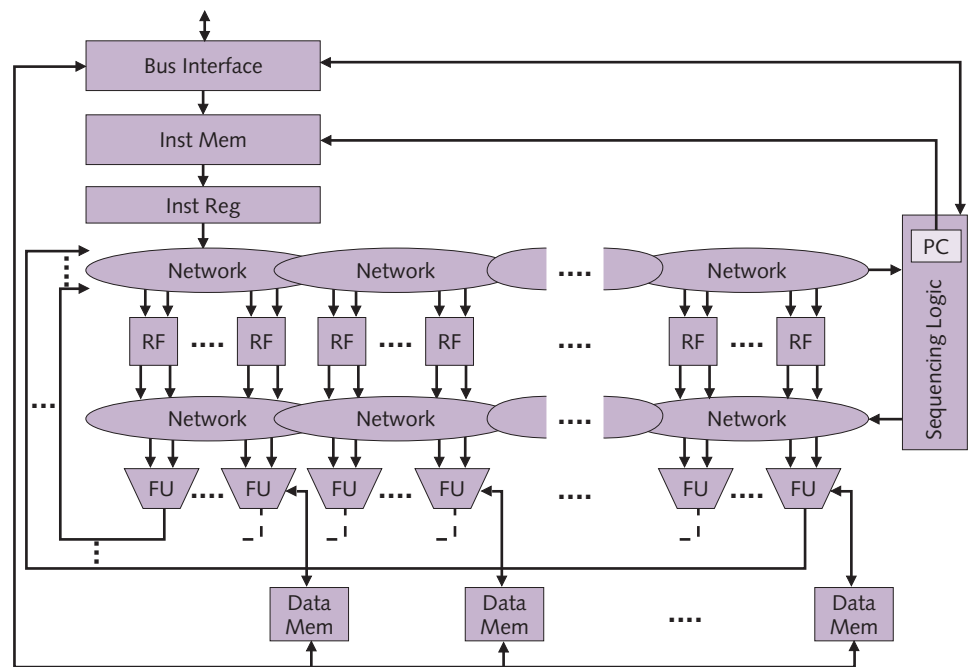 Bus Interface
Inst Mem
Inst Reg
PC
Sequencing Logic
Network Network .... Network
RF .... RF RF .... RF .... RF .... RF
...
Network Network .... Network
FU .... FU FU .... FU .... FU .... FU
Data Mem
Data Mem
....
Data Mem